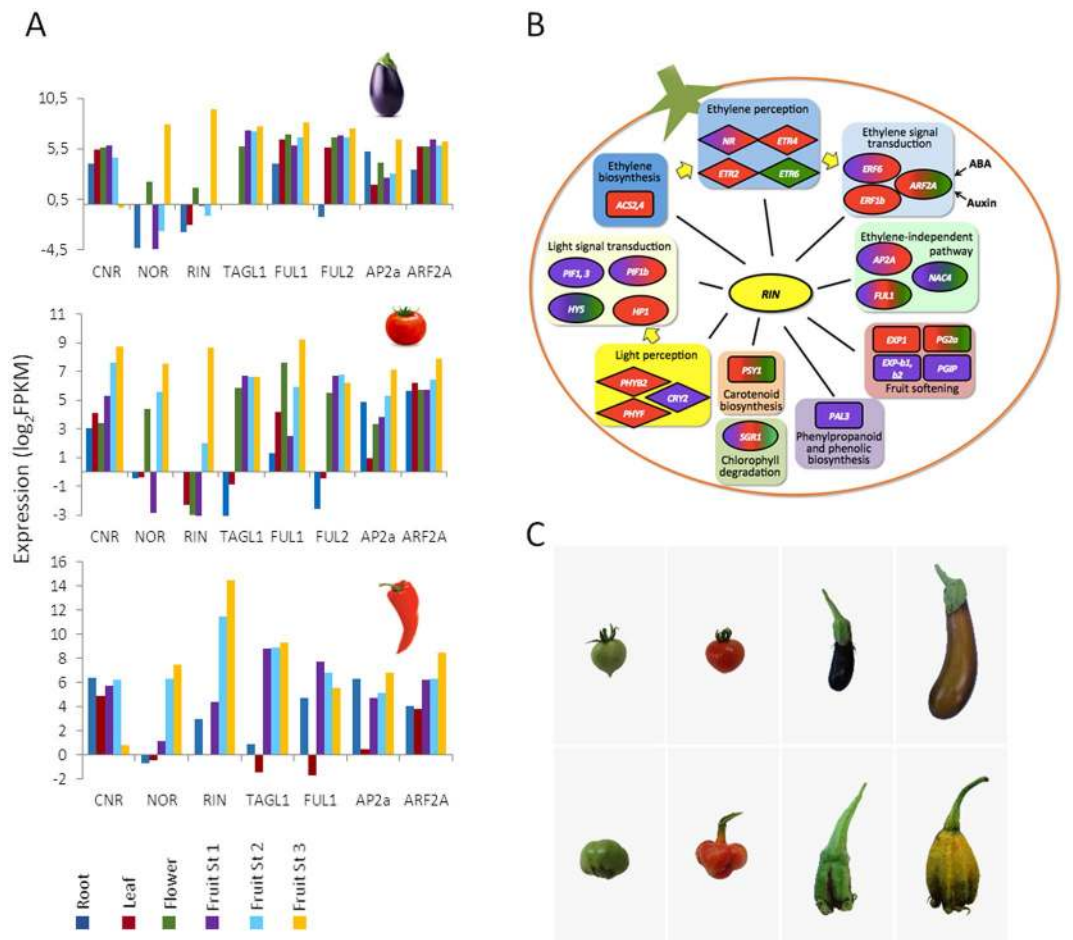 A
10,5
5,5
0,5
-4,5
CNR NOR RIN TAGL1 FUL1 FUL2 AP2a ARF2A
Expression (log2FPKM)
11
9
7
5
3
1
-1
-3
CNR NOR RIN TAGL1 FUL1 FUL2 AP2a ARF2A
16
14
12
10
8
6
4
2
0
-2
CNR NOR RIN TAGL1 FUL1 AP2a ARF2A
Root
Leaf
Flower
Fruit St 1
Fruit St 2
Fruit St 3
B
Ethylene perception
NR ETR4
ETR2 ETR6
Ethylene signal
transduction
ERF6
ARF2A
ERF1b
ABA
Auxin
Ethylene
biosynthesis
ACS2,4
Light signal transduction
PIF1, 3 PIF1b
HY5 HP1
Ethylene-independent
pathway
AP2A
NAC4
FUL1
RIN
Light perception
PHYB2
CRY2
PHYF
PSY1
Carotenoid
biosynthesis
SGR1
Chlorophyll
degradation
PAL3
Phenylpropanoid
and phenolic
biosynthesis
EXP1 PG2a
EXP-b1,
b2
PGIP
Fruit softening
C